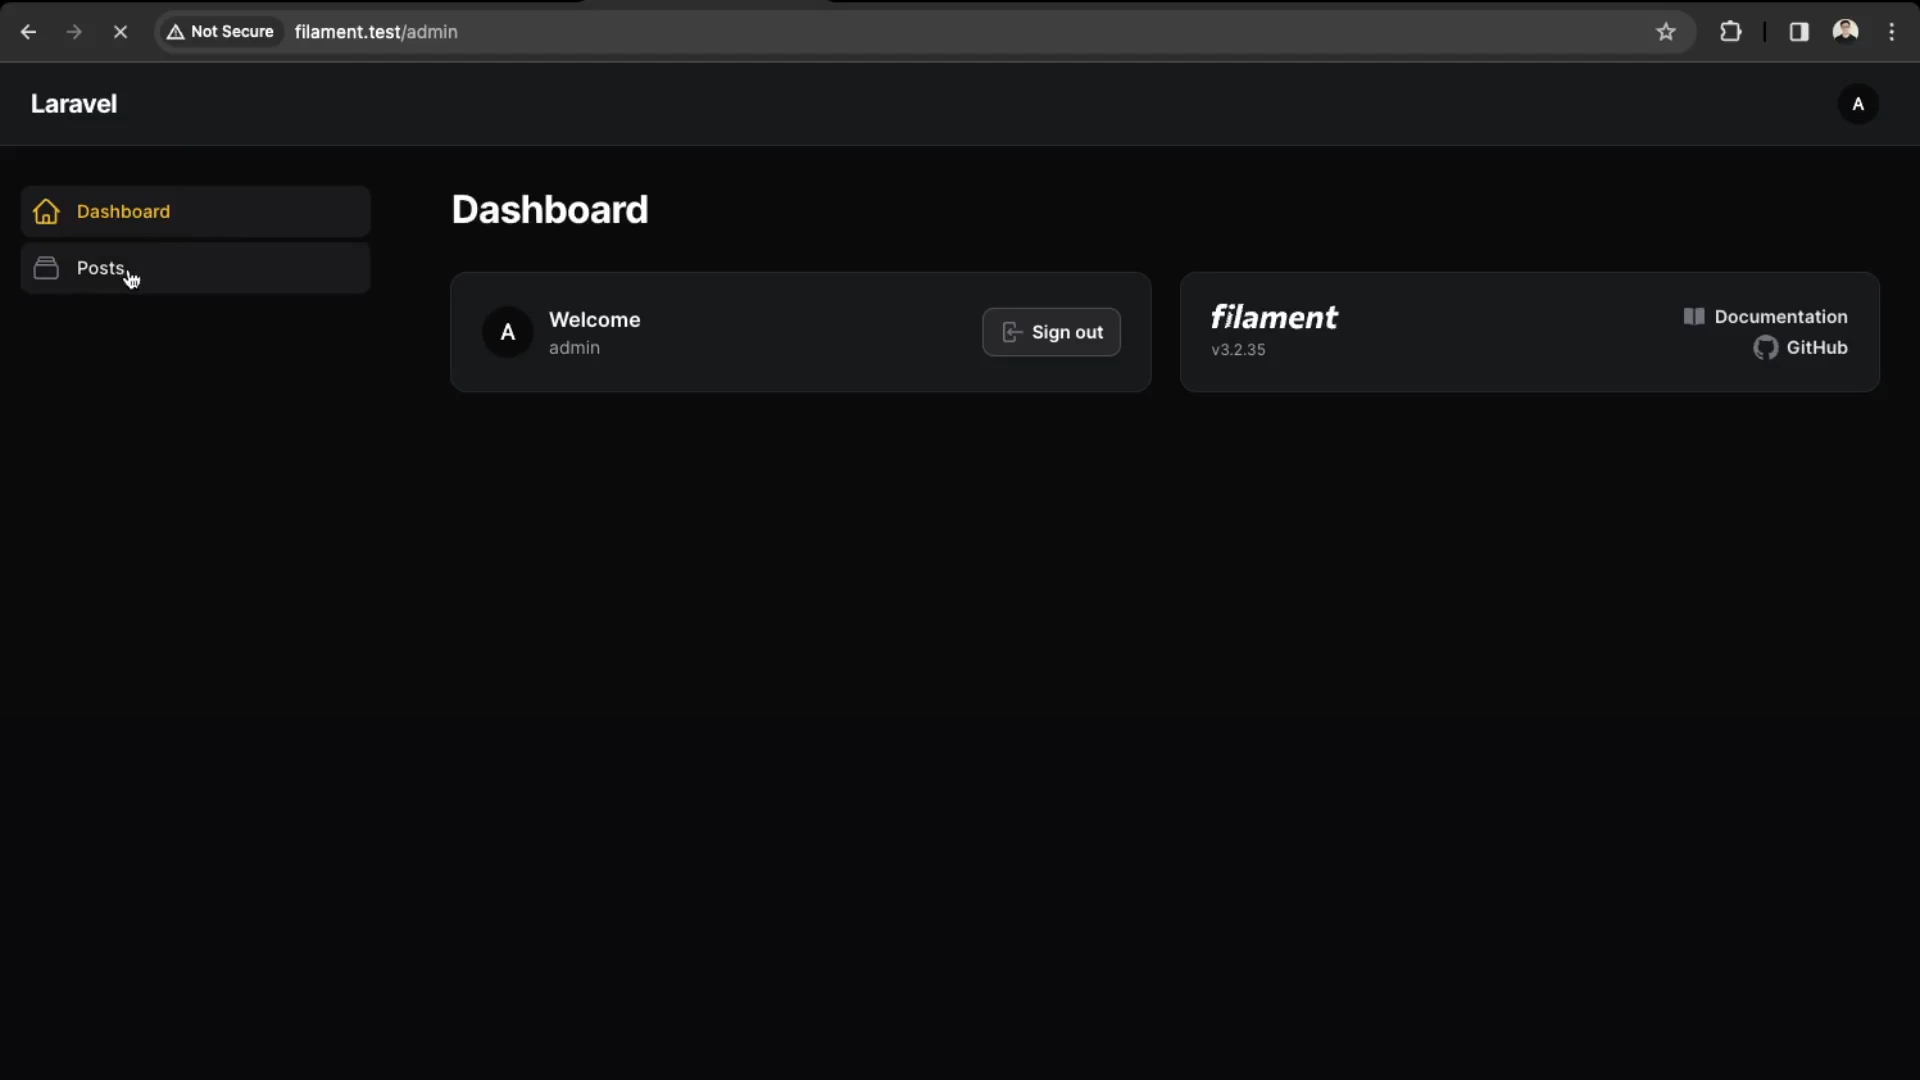 Not Secure
filament.test/admin
Laravel
A
Dashboard
Posts
Dashboard
A
Welcome
admin
Sign out
filament
v3.2.35
Documentation
GitHub